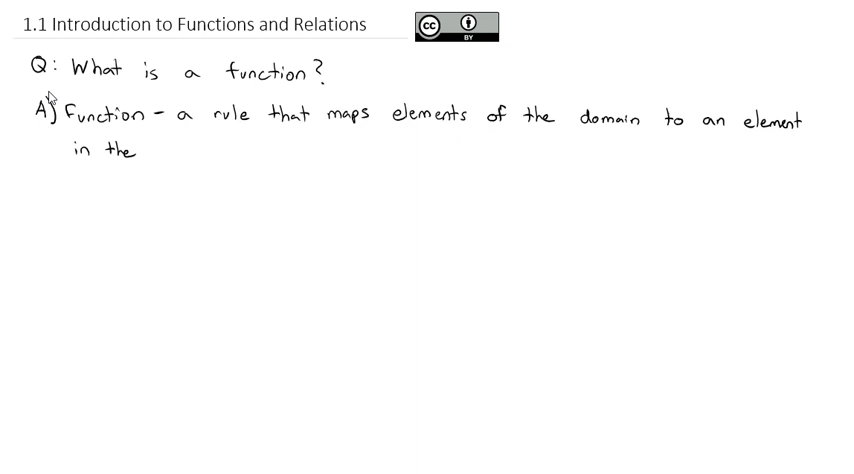 1.1 Introduction to Functions and Relations
cc BY
Q: What is a function?
A) Function - a rule that maps elements of the domain to an element
in the